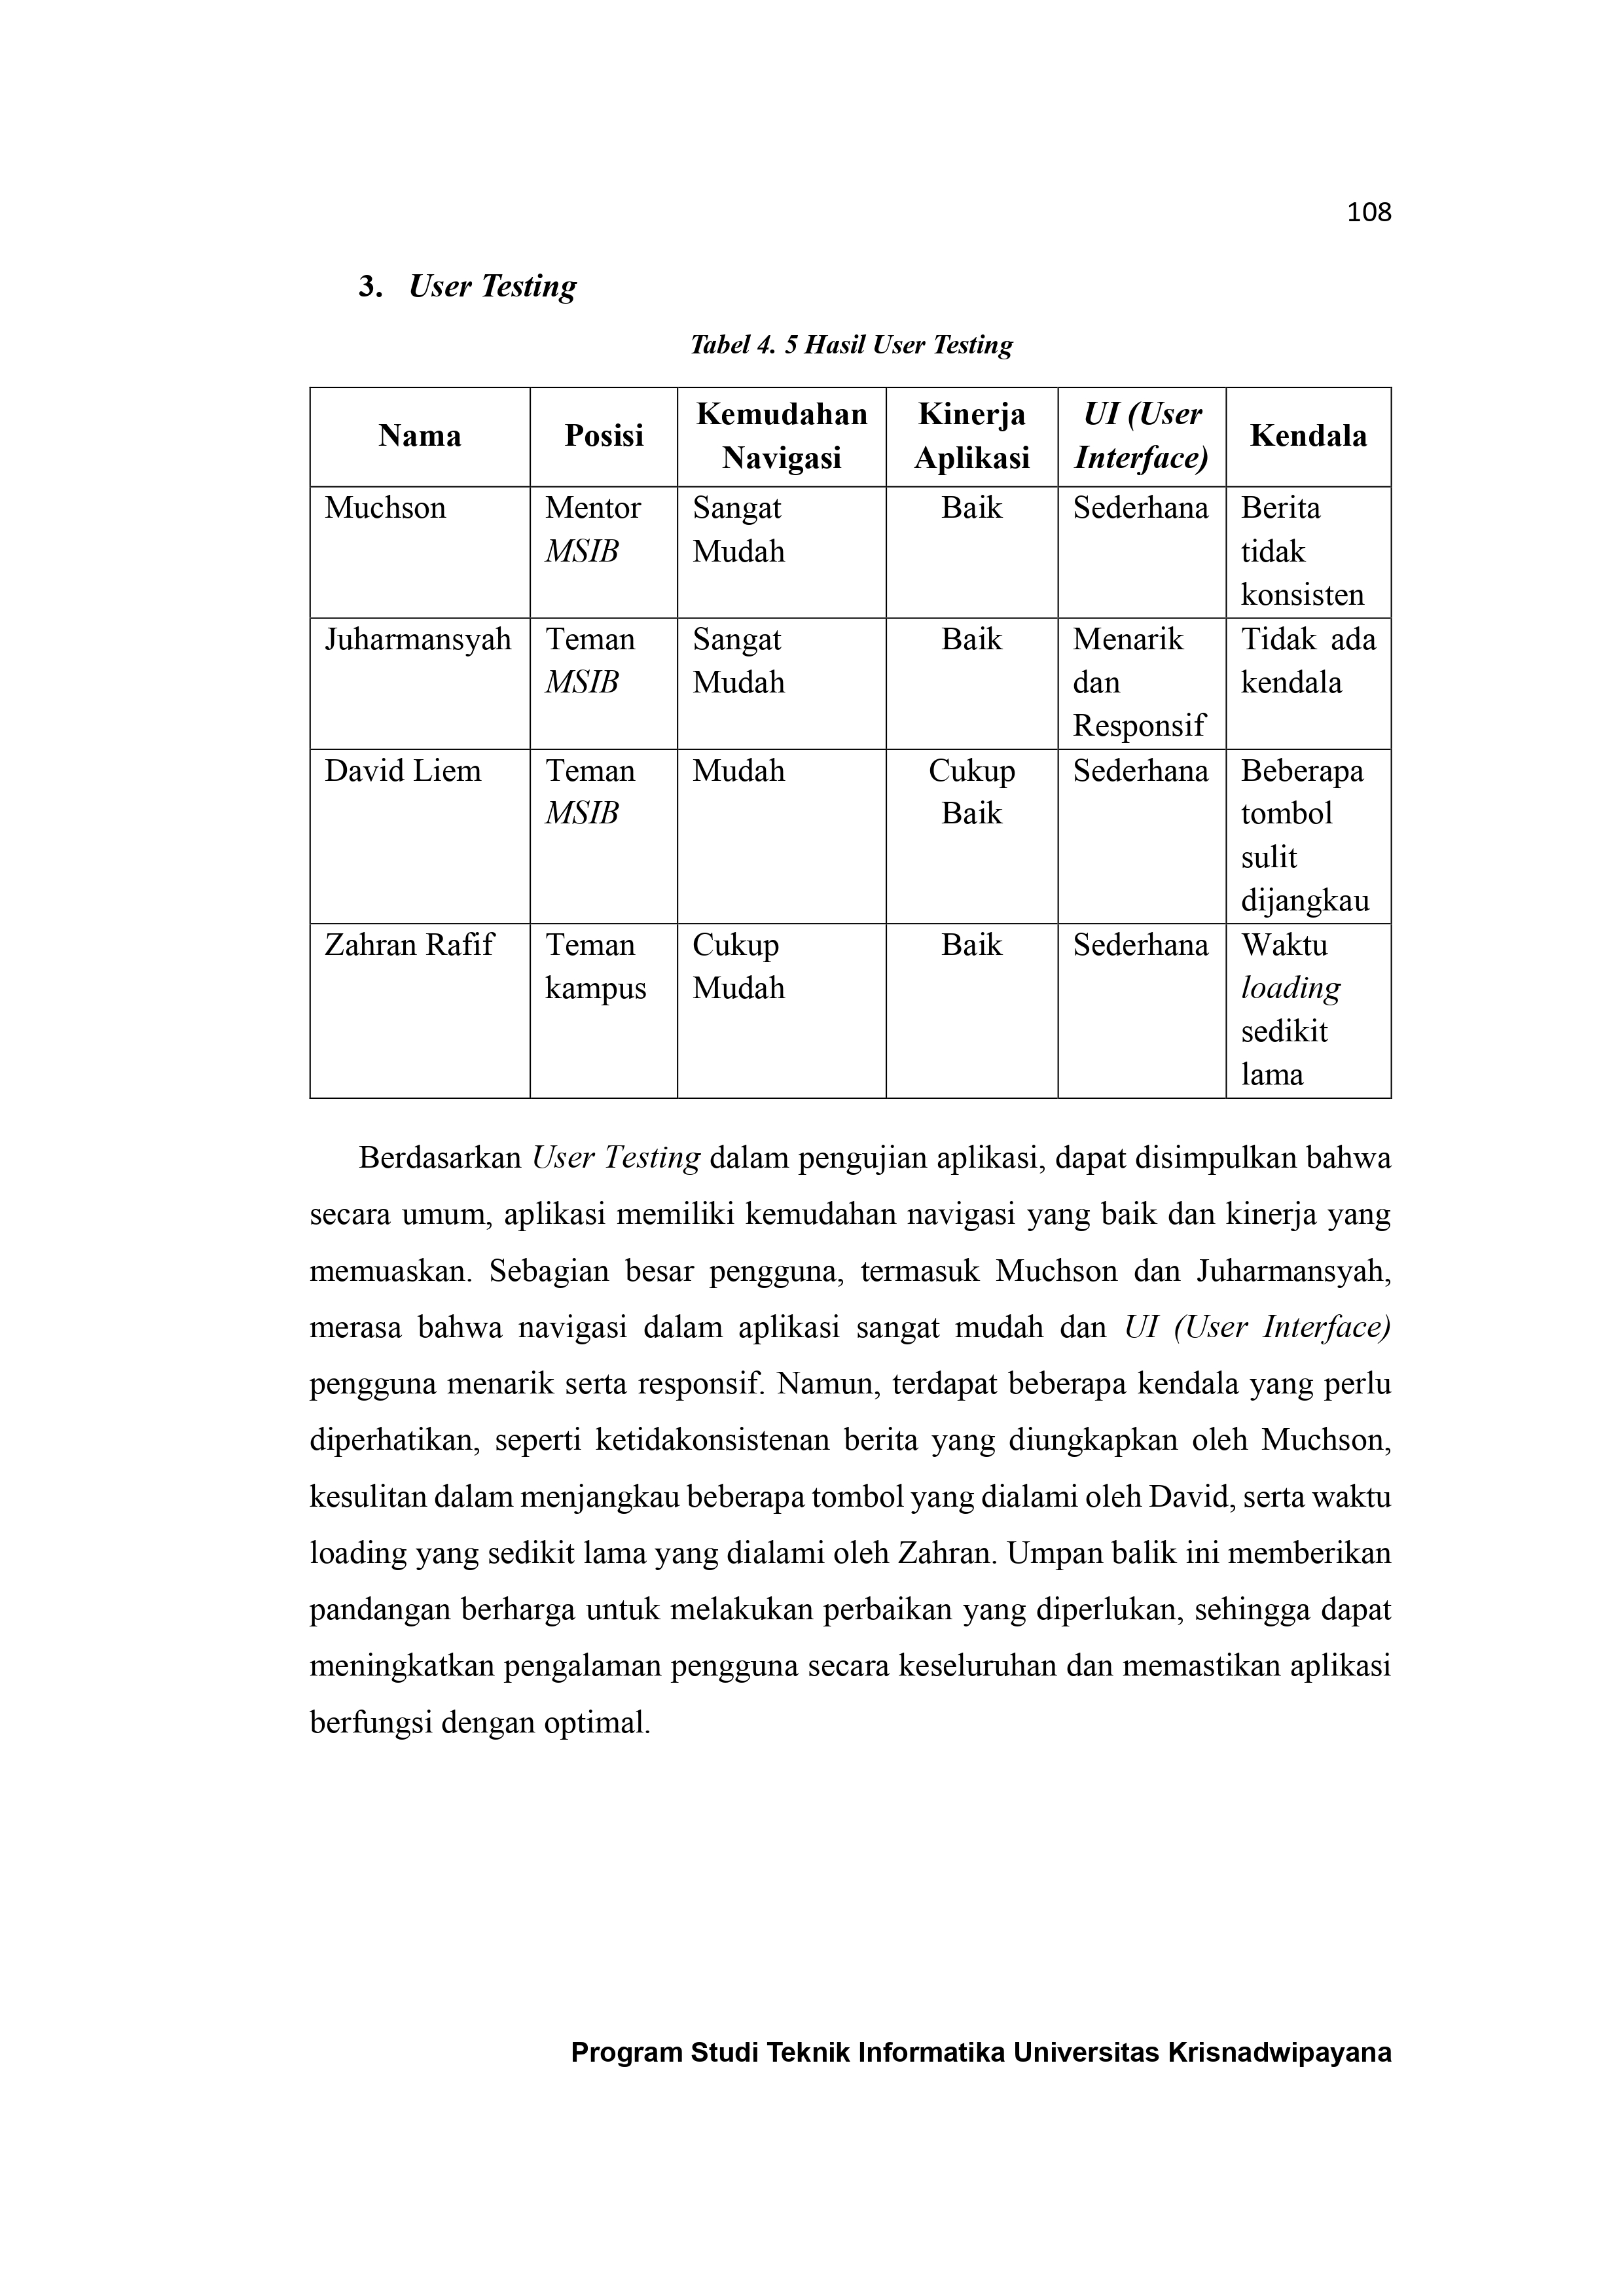 108
3. User Testing
Tabel 4. 5 Hasil User Testing
Nama Posisi Kemudahan Navigasi Kinerja Aplikasi UI (User Interface) Kendala
Muchson Mentor MSIB Sangat Mudah Baik Sederhana Berita tidak konsisten
Juharmansyah Teman MSIB Sangat Mudah Baik Menarik dan Responsif Tidak ada kendala
David Liem Teman MSIB Mudah Cukup Baik Sederhana Beberapa tombol sulit dijangkau
Zahran Rafif Teman kampus Cukup Mudah Baik Sederhana Waktu loading sedikit lama
Berdasarkan User Testing dalam pengujian aplikasi, dapat disimpulkan bahwa
secara umum, aplikasi memiliki kemudahan navigasi yang baik dan kinerja yang
memuaskan. Sebagian besar pengguna, termasuk Muchson dan Juharmansyah,
merasa bahwa navigasi dalam aplikasi sangat mudah dan UI (User Interface)
pengguna menarik serta responsif. Namun, terdapat beberapa kendala yang perlu
diperhatikan, seperti ketidakonsistenan berita yang diungkapkan oleh Muchson,
kesulitan dalam menjangkau beberapa tombol yang dialami oleh David, serta waktu
loading yang sedikit lama yang dialami oleh Zahran. Umpan balik ini memberikan
pandangan berharga untuk melakukan perbaikan yang diperlukan, sehingga dapat
meningkatkan pengalaman pengguna secara keseluruhan dan memastikan aplikasi
berfungsi dengan optimal.
Program Studi Teknik Informatika Universitas Krisnadwipayana